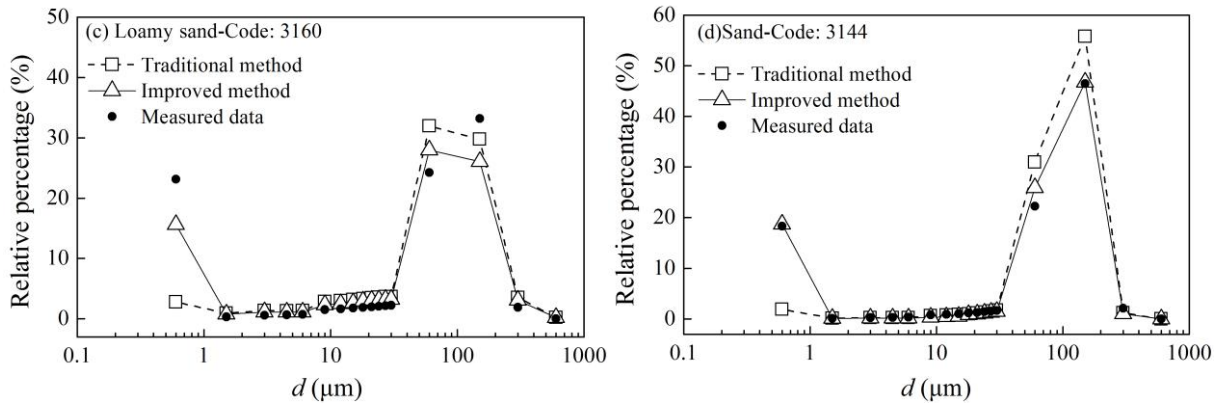 (c) Loamy sand-Code: 3160
Traditional method
Improved method
Measured data
Relative percentage (%)
50
40
30
20
10
0
0.1 1 10 100 1000
d (μm)
(d)Sand-Code: 3144
Traditional method
Improved method
Measured data
Relative percentage (%)
60
50
40
30
20
10
0
0.1 1 10 100 1000
d (μm)